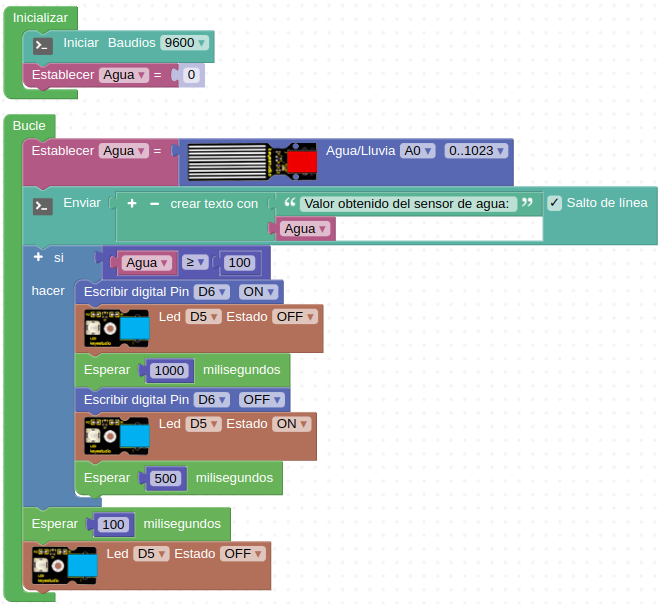 Inicializar
>_ Iniciar Baudios 9600
Establecer Agua = 0
Bucle
Establecer Agua = Agua/Lluvia A0 0..1023
>_ Enviar + − crear texto con “ Valor obtenido del sensor de agua: ” ✓ Salto de línea
Agua
+ si Agua ≥ 100
hacer Escribir digital Pin D6 ON
Led D5 Estado OFF
Esperar 1000 milisegundos
Escribir digital Pin D6 OFF
Led D5 Estado ON
Esperar 500 milisegundos
Esperar 100 milisegundos
Led D5 Estado OFF